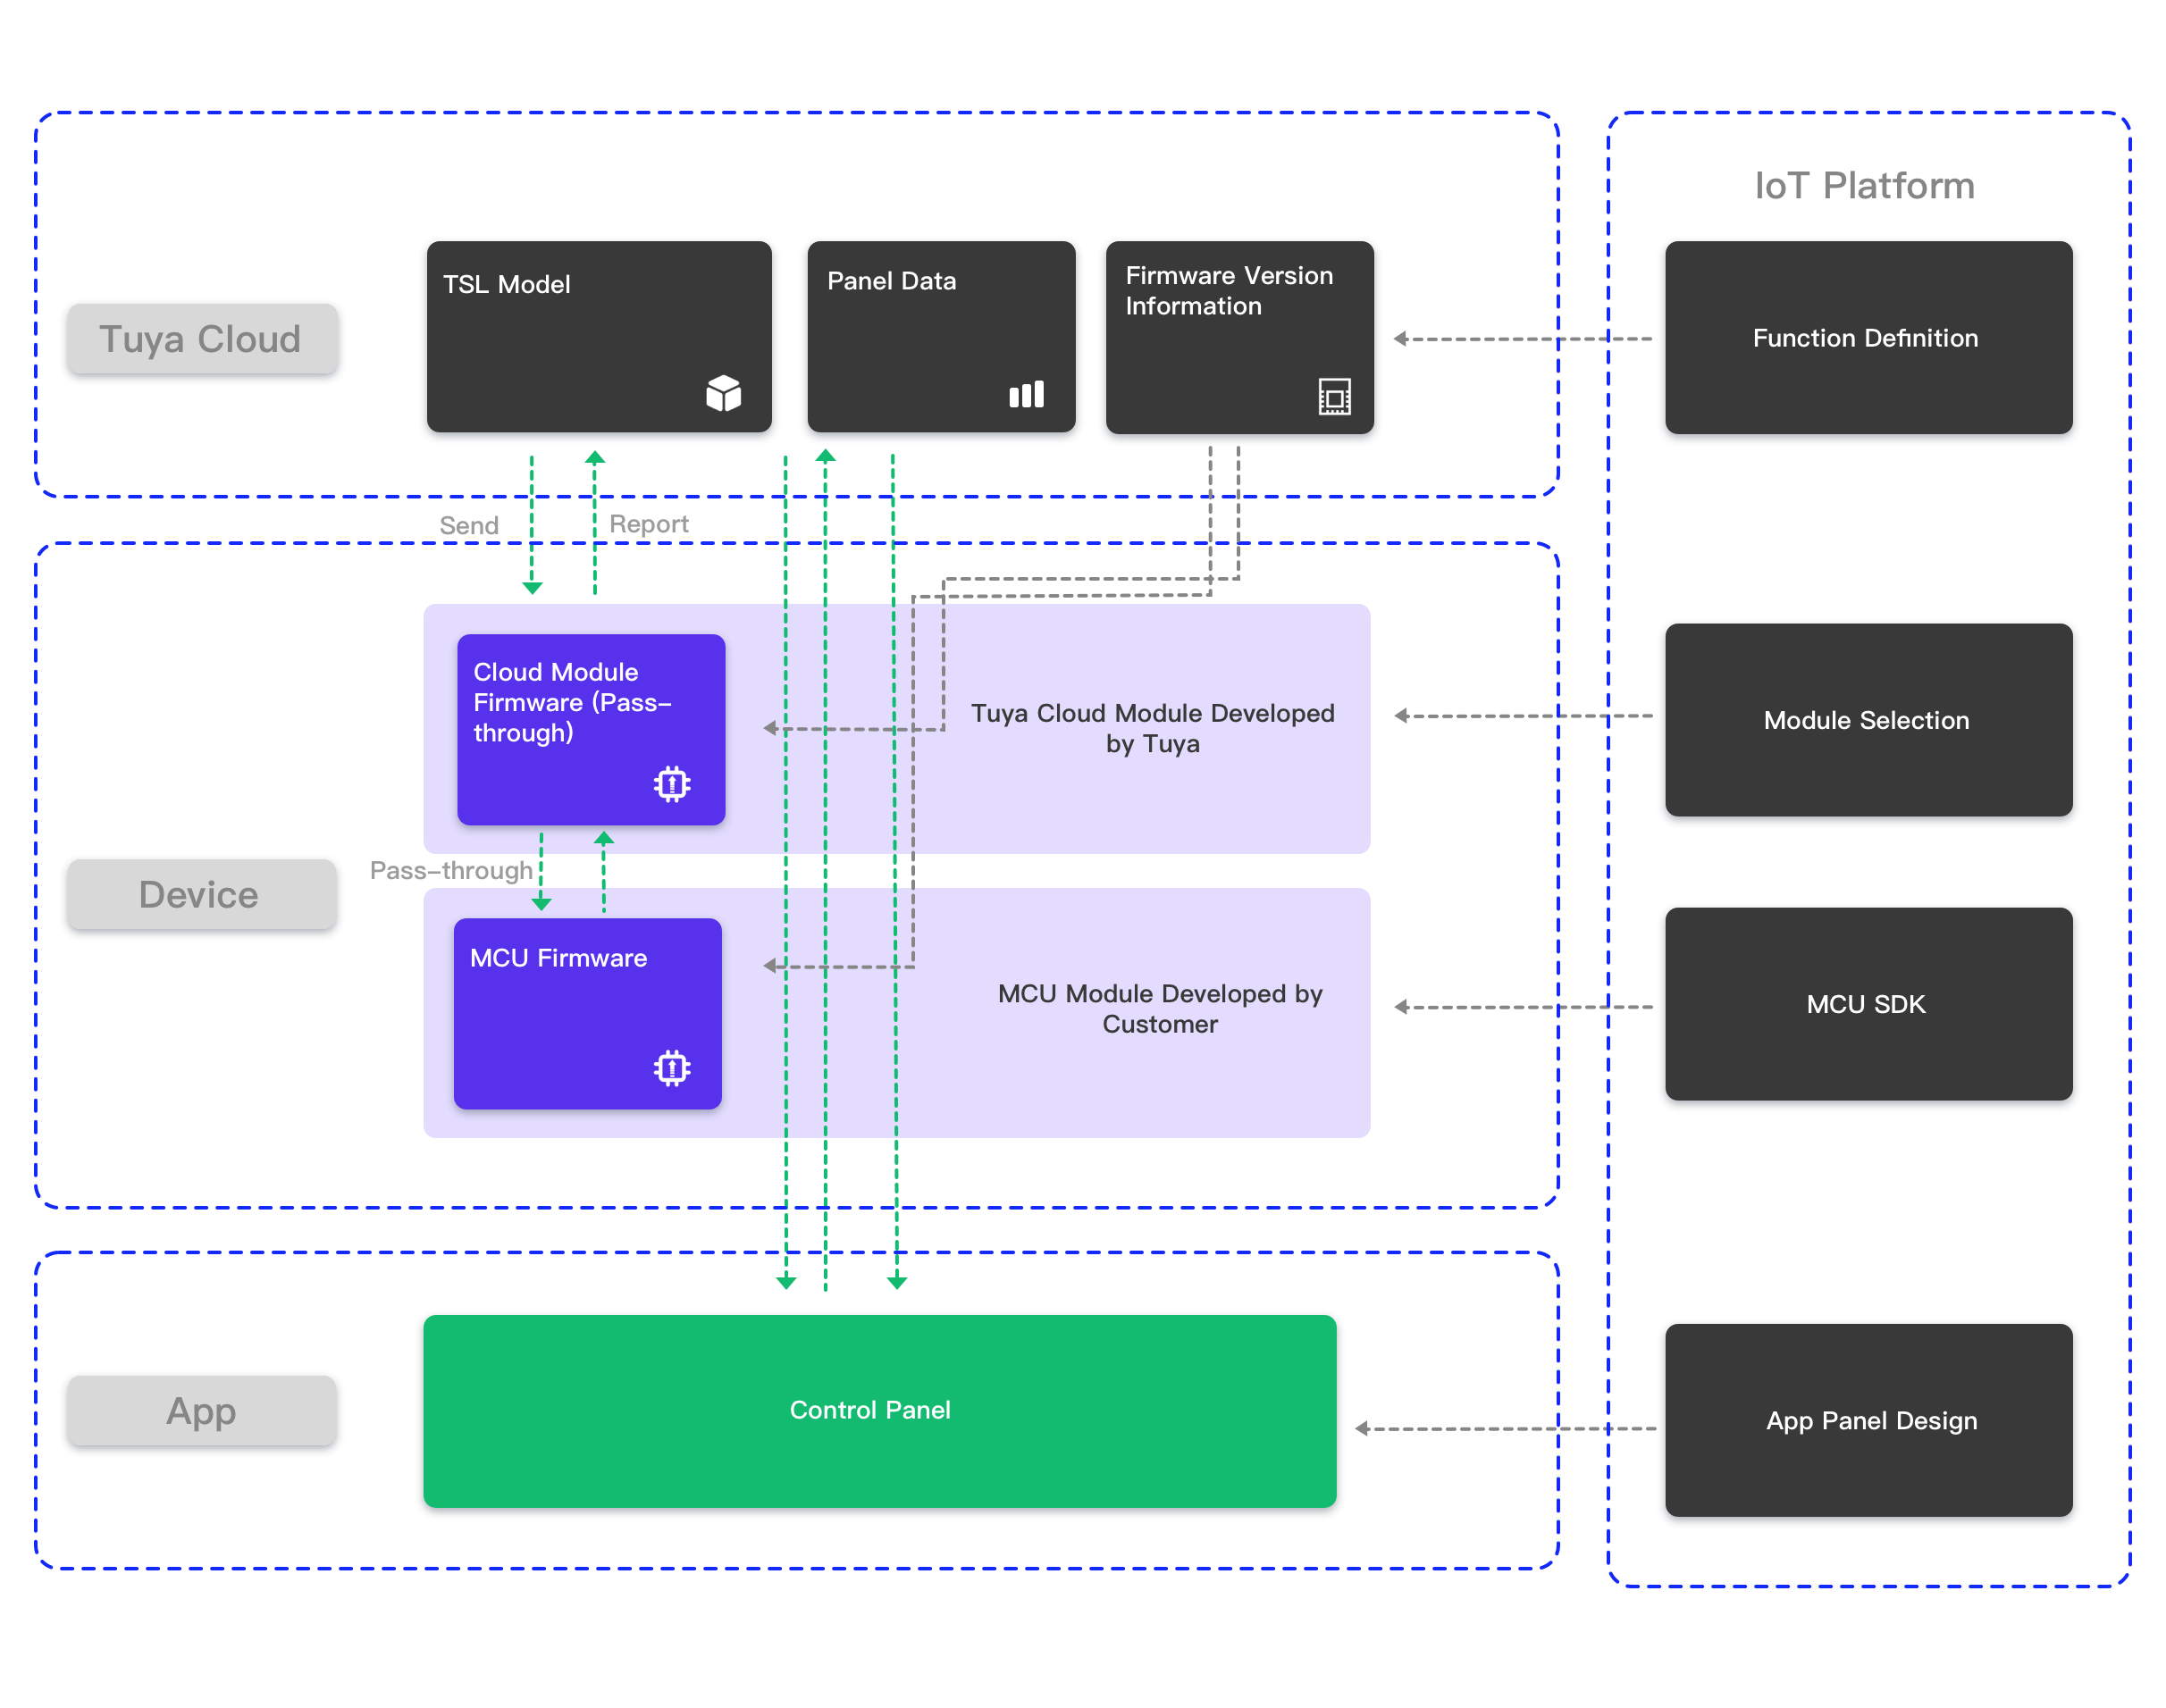 IoT Platform
Tuya Cloud
TSL Model
Panel Data
Firmware Version
Information
Function Definition
Send
Report
Cloud Module
Firmware (Pass-
through)
Tuya Cloud Module Developed
by Tuya
Module Selection
Pass-through
Device
MCU Firmware
MCU Module Developed by
Customer
MCU SDK
App
Control Panel
App Panel Design